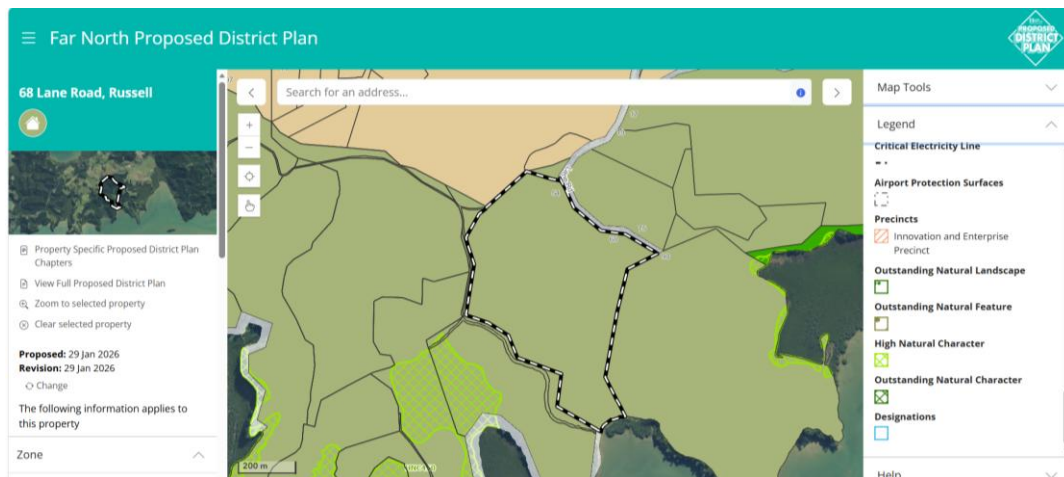 Far North Proposed District Plan
PROPOSED
DISTRICT
PLAN
68 Lane Road, Russell
Property Specific Proposed District Plan
Chapters
View Full Proposed District Plan
Zoom to selected property
Clear selected property
Proposed: 29 Jan 2026
Revision: 29 Jan 2026
Change
The following information applies to
this property
Zone
Search for an address...
200 m
Map Tools
Legend
Critical Electricity Line
Airport Protection Surfaces
Precincts
Innovation and Enterprise
Precinct
Outstanding Natural Landscape
Outstanding Natural Feature
High Natural Character
Outstanding Natural Character
Designations
Help